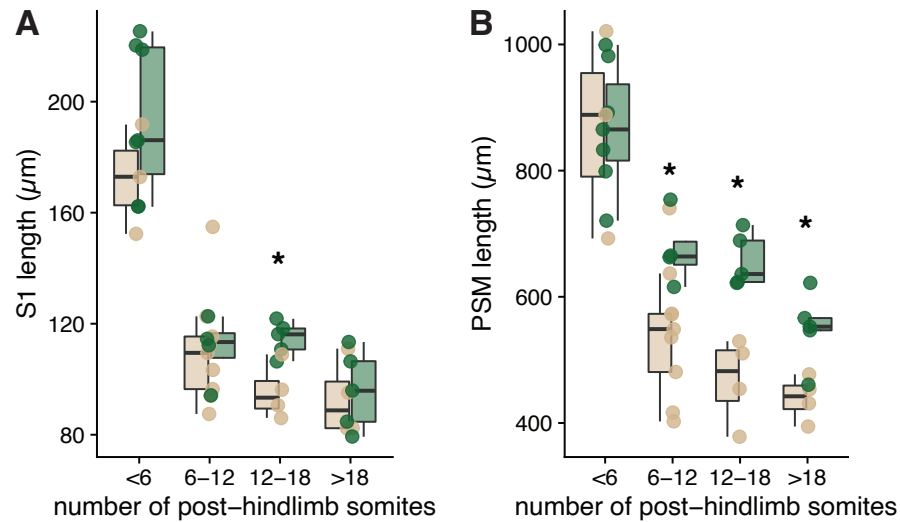 A
S1 length (µm)
200
160
120
80
*
<6 6–12 12–18 >18
number of post–hindlimb somites
B
PSM length (µm)
1000
800
600
400
* * *
<6 6–12 12–18 >18
number of post–hindlimb somites